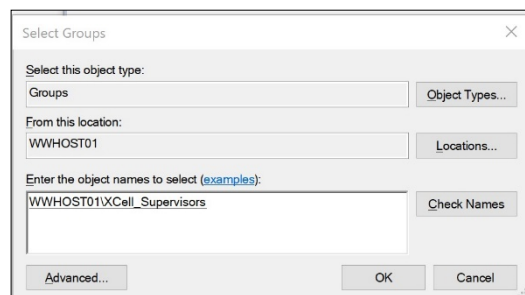 Select Groups
Select this object type:
Groups
Object Types...
From this location:
WWHOST01
Locations...
Enter the object names to select (examples):
WWHOST01\XCell_Supervisors
Check Names
Advanced...
OK
Cancel